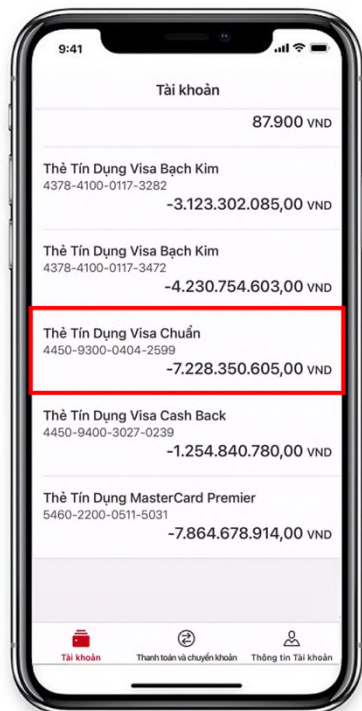 9:41
Tài khoản
87.900 VND
Thẻ Tín Dụng Visa Bạch Kim
4378-4100-0117-3282
-3.123.302.085,00 VND
Thẻ Tín Dụng Visa Bạch Kim
4378-4100-0117-3472
-4.230.754.603,00 VND
Thẻ Tín Dụng Visa Chuẩn
4450-9300-0404-2599
-7.228.350.605,00 VND
Thẻ Tín Dụng Visa Cash Back
4450-9400-3027-0239
-1.254.840.780,00 VND
Thẻ Tín Dụng MasterCard Premier
5460-2200-0511-5031
-7.864.678.914,00 VND
Tài khoản Thanh toán và chuyển khoản Thông tin Tài khoản